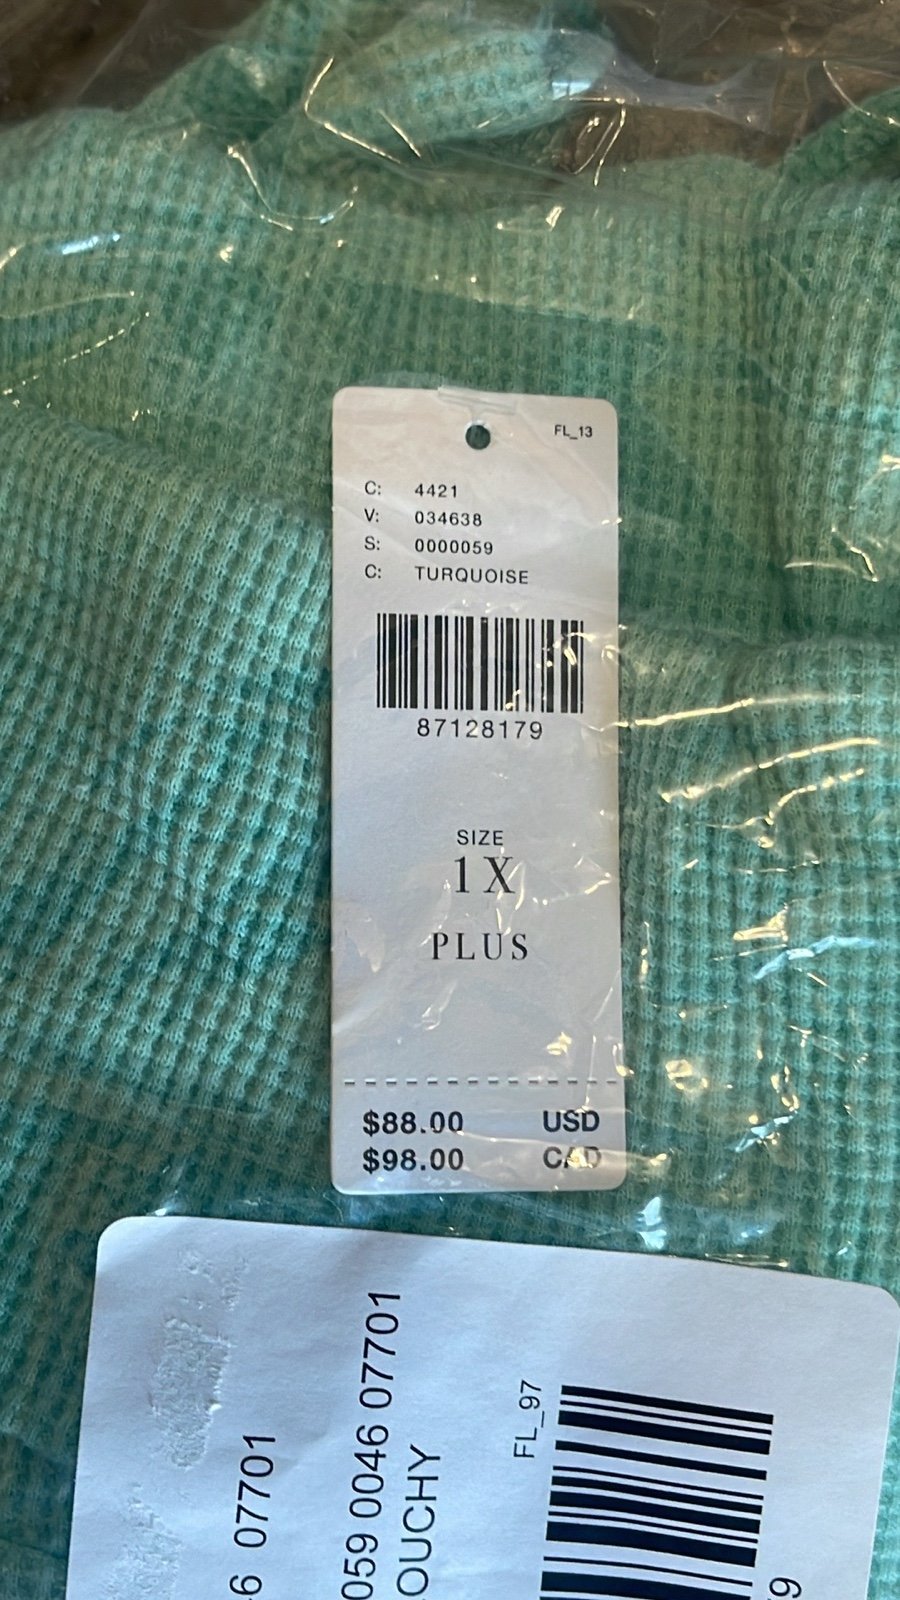 FL_13
C: 4421
V: 034638
S: 0000059
C: TURQUOISE
87128179
SIZE
1X
PLUS
$88.00 USD
$98.00 CAD
07701
059 0046 07701
OUCHY
FL_97